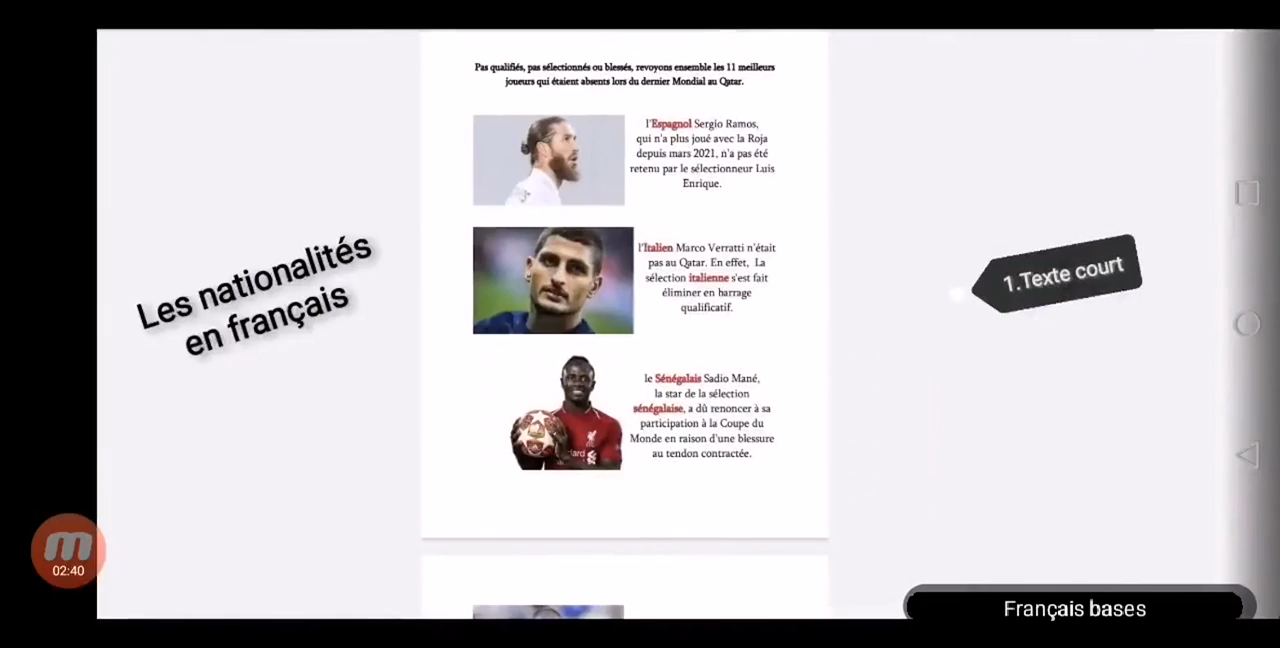 Pas qualifiés, pas sélectionnés ou blessés, revoyons ensemble les 11 meilleurs
joueurs qui étaient absents lors du dernier Mondial au Qatar.
l'Espagnol Sergio Ramos,
qui n'a plus joué avec la Roja
depuis mars 2021, n'a pas été
retenu par le sélectionneur Luis
Enrique.
l'Italien Marco Verratti n'était
pas au Qatar. En effet, La
sélection italienne s'est fait
éliminer en barrage
qualificatif.
le Sénégalais Sadio Mané,
la star de la sélection
sénégalaise, a dû renoncer à sa
participation à la Coupe du
Monde en raison d'une blessure
au tendon contractée.
Les nationalités
en français
1.Texte court
02:40
Français bases